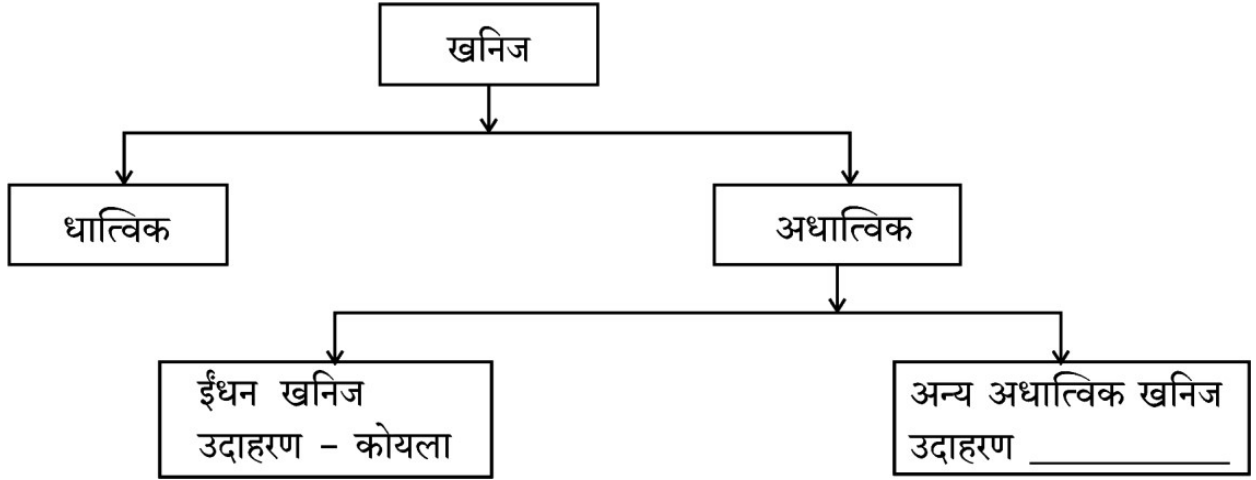 खनिज
धात्विक
अधात्विक
ईंधन खनिज
उदाहरण – कोयला
अन्य अधात्विक खनिज
उदाहरण ____________